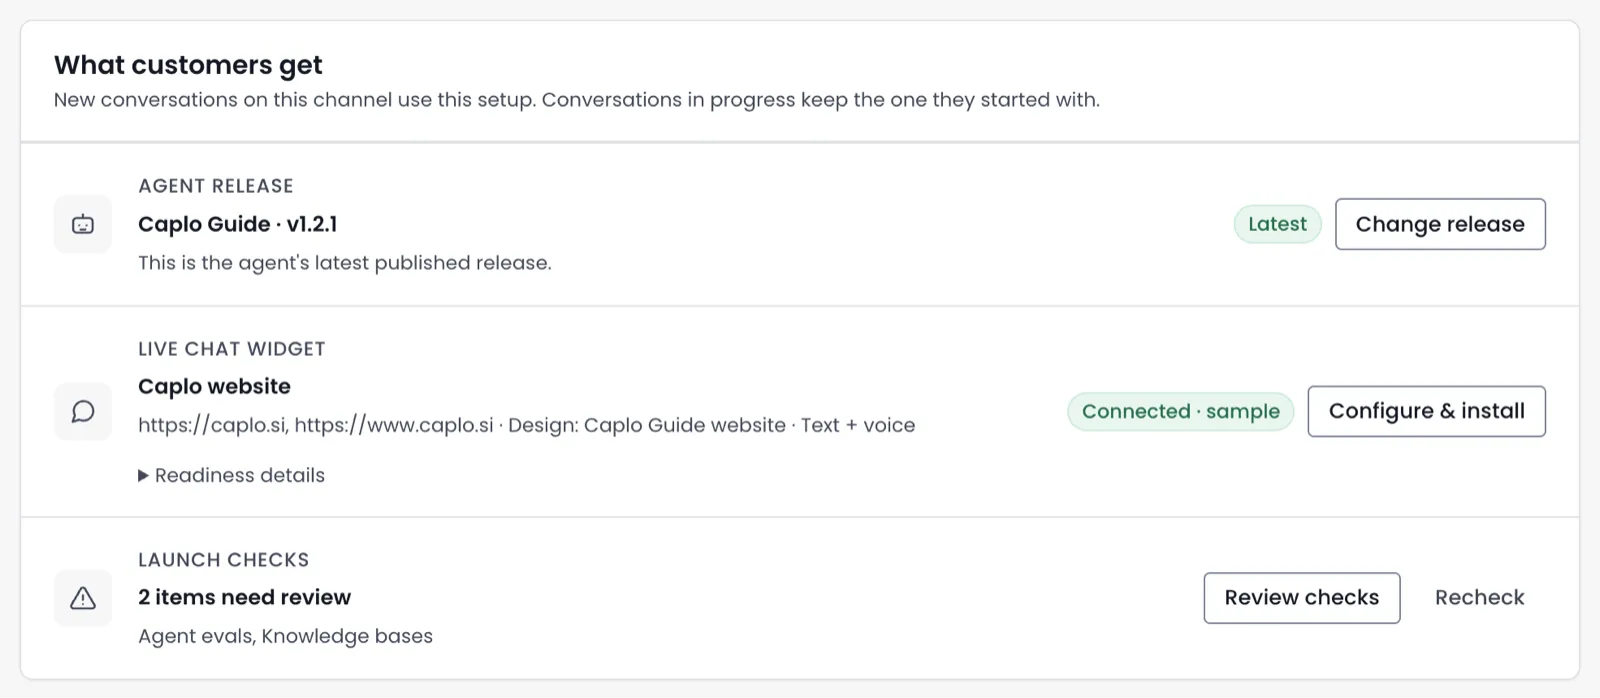 What customers get
New conversations on this channel use this setup. Conversations in progress keep the one they started with.
AGENT RELEASE
Caplo Guide · v1.2.1
This is the agent's latest published release.
Latest
Change release
LIVE CHAT WIDGET
Caplo website
https://caplo.si, https://www.caplo.si · Design: Caplo Guide website · Text + voice
Readiness details
Connected · sample
Configure & install
LAUNCH CHECKS
2 items need review
Agent evals, Knowledge bases
Review checks
Recheck